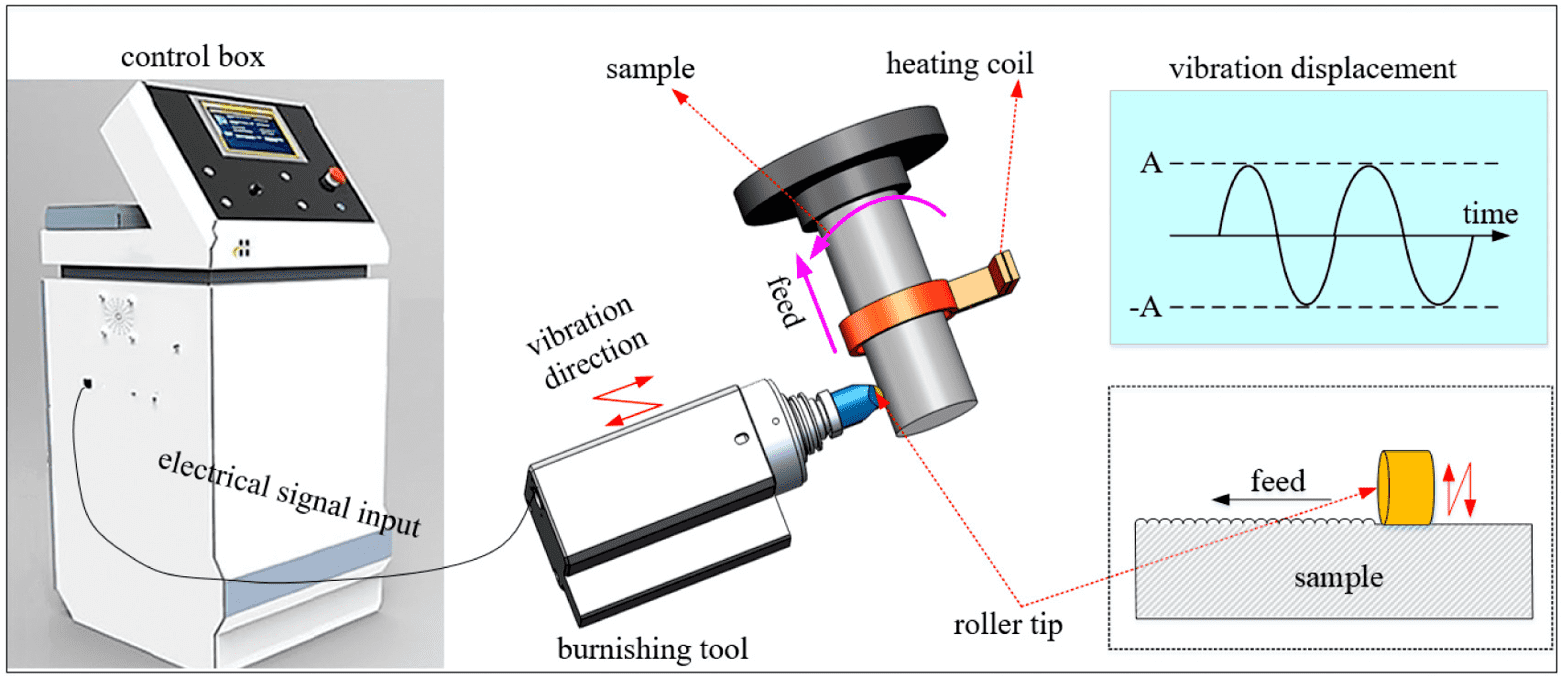 control box
sample
heating coil
vibration displacement
A
time
-A
feed
vibration
direction
electrical signal input
burnishing tool
roller tip
feed
sample